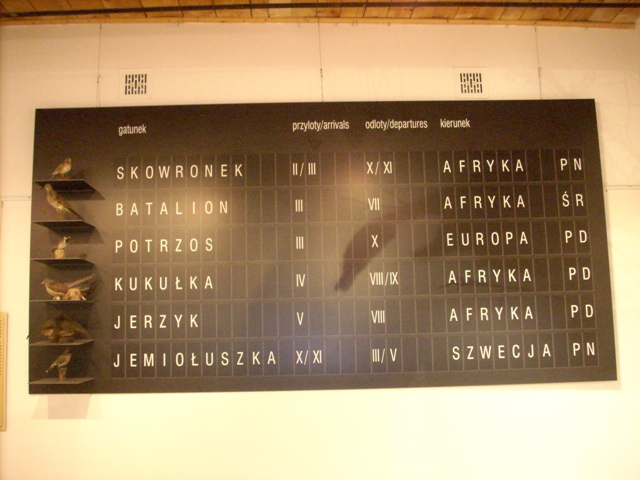 gatunek przyloty/arrivals odloty/departures kierunek
SKOWRONEK II/III X/XI AFRYKA PN
BATALION III VII AFRYKA ŚR
POTRZOS III X EUROPA PD
KUKUŁKA IV VIII/IX AFRYKA PD
JERZYK V VIII AFRYKA PD
JEMIOŁUSZKA X/XI III/V SZWECJA PN